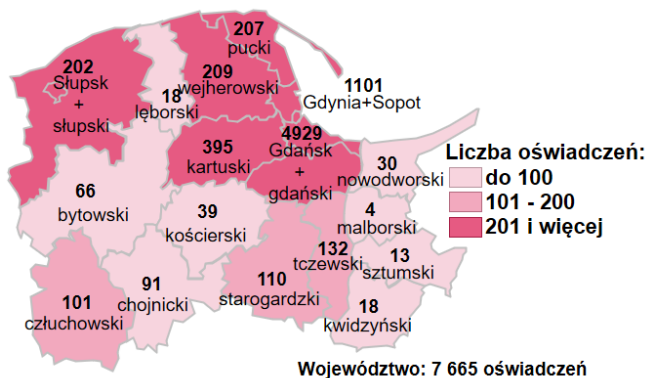 207
pucki
202
Słupsk
+
słupski
209
wejherowski
1101
Gdynia+Sopot
18
lęborski
395
kartuski
4929
Gdańsk
+
gdański
30
nowodworski
Liczba oświadczeń:
do 100
101 - 200
201 i więcej
66
bytowski
39
kościerski
4
malborski
132
tczewski
13
sztumski
91
chojnicki
110
starogardzki
101
człuchowski
18
kwidzyński
Województwo: 7 665 oświadczeń